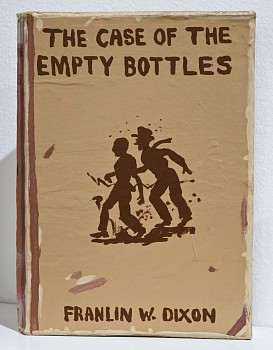 THE CASE OF THE
EMPTY BOTTLES
FRANLIN W. DIXON